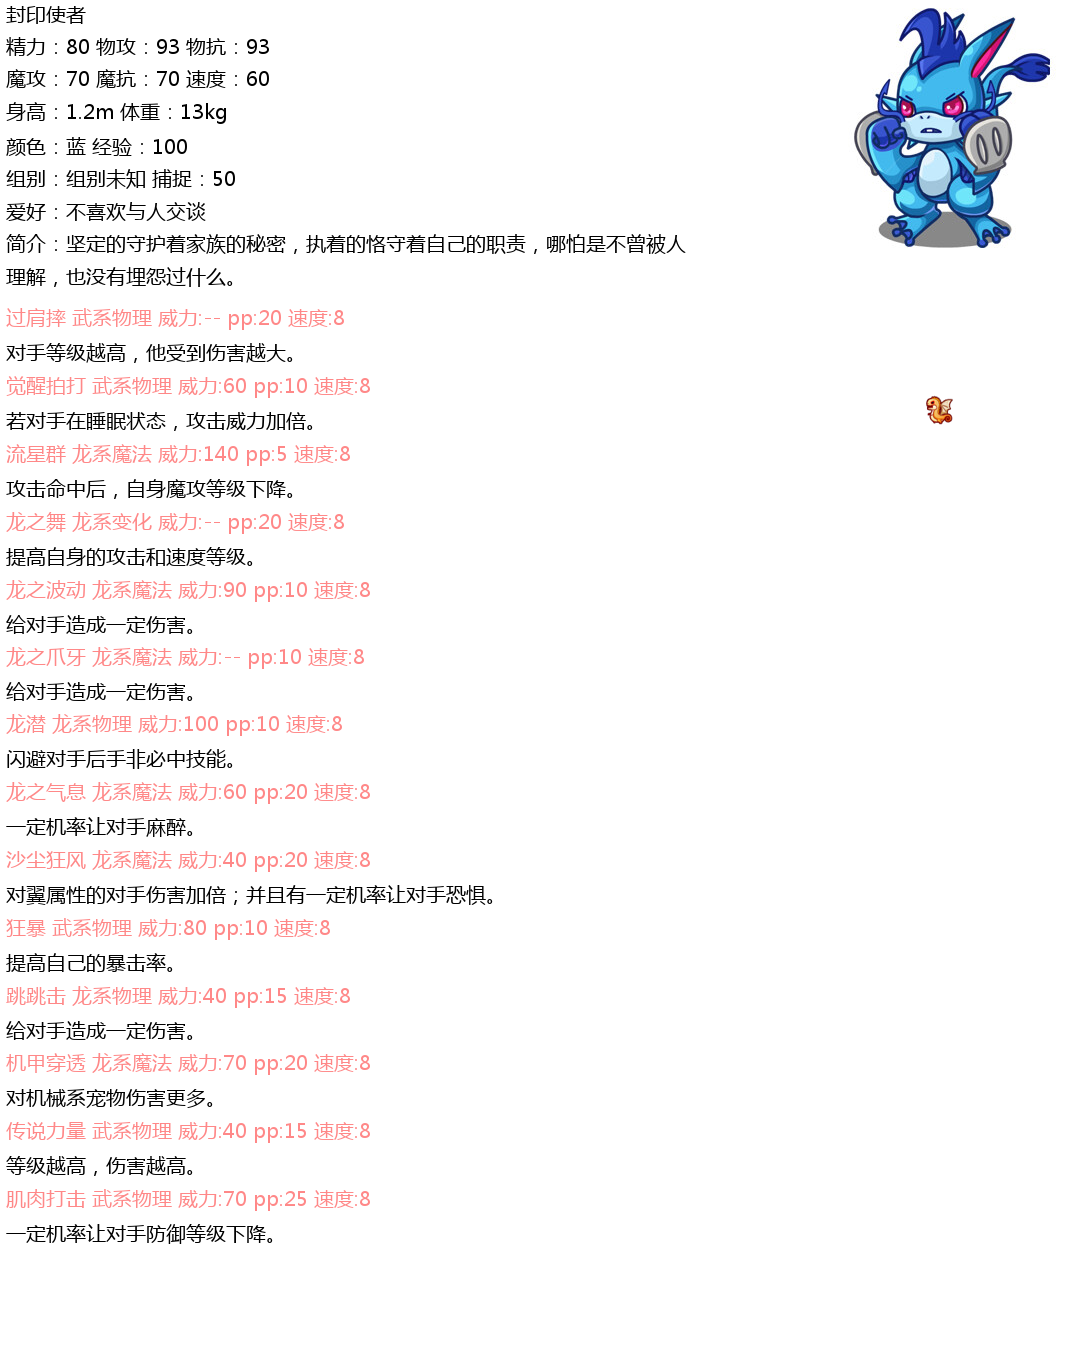 封印使者
精力：80 物攻：93 物抗：93
魔攻：70 魔抗：70 速度：60
身高：1.2m 体重：13kg
颜色：蓝 经验：100
组别：组别未知 捕捉：50
爱好：不喜欢与人交谈
简介：坚定的守护着家族的秘密，执着的恪守着自己的职责，哪怕是不曾被人
理解，也没有埋怨过什么。
过肩摔 武系物理 威力:-- pp:20 速度:8
对手等级越高，他受到伤害越大。
觉醒拍打 武系物理 威力:60 pp:10 速度:8
若对手在睡眠状态，攻击威力加倍。
流星群 龙系魔法 威力:140 pp:5 速度:8
攻击命中后，自身魔攻等级下降。
龙之舞 龙系变化 威力:-- pp:20 速度:8
提高自身的攻击和速度等级。
龙之波动 龙系魔法 威力:90 pp:10 速度:8
给对手造成一定伤害。
龙之爪牙 龙系魔法 威力:-- pp:10 速度:8
给对手造成一定伤害。
龙潜 龙系物理 威力:100 pp:10 速度:8
闪避对手后手非必中技能。
龙之气息 龙系魔法 威力:60 pp:20 速度:8
一定机率让对手麻醉。
沙尘狂风 龙系魔法 威力:40 pp:20 速度:8
对翼属性的对手伤害加倍；并且有一定机率让对手恐惧。
狂暴 武系物理 威力:80 pp:10 速度:8
提高自己的暴击率。
跳跳击 龙系物理 威力:40 pp:15 速度:8
给对手造成一定伤害。
机甲穿透 龙系魔法 威力:70 pp:20 速度:8
对机械系宠物伤害更多。
传说力量 武系物理 威力:40 pp:15 速度:8
等级越高，伤害越高。
肌肉打击 武系物理 威力:70 pp:25 速度:8
一定机率让对手防御等级下降。